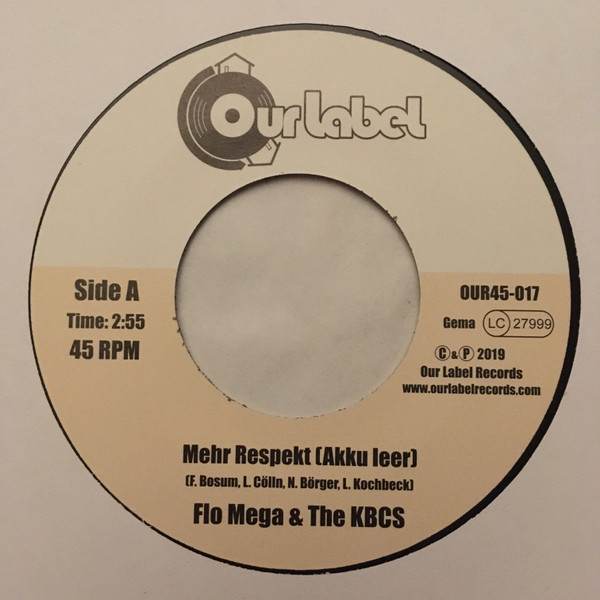 Our label
Side A
Time: 2:55
45 RPM
OUR45-017
Gema LC 27999
Ⓒ & Ⓟ 2019
Our Label Records
www.ourlabelrecords.com
Mehr Respekt (Akku leer)
(F. Bosum, L. Cölln, N. Börger, L. Kochbeck)
Flo Mega & The KBCS